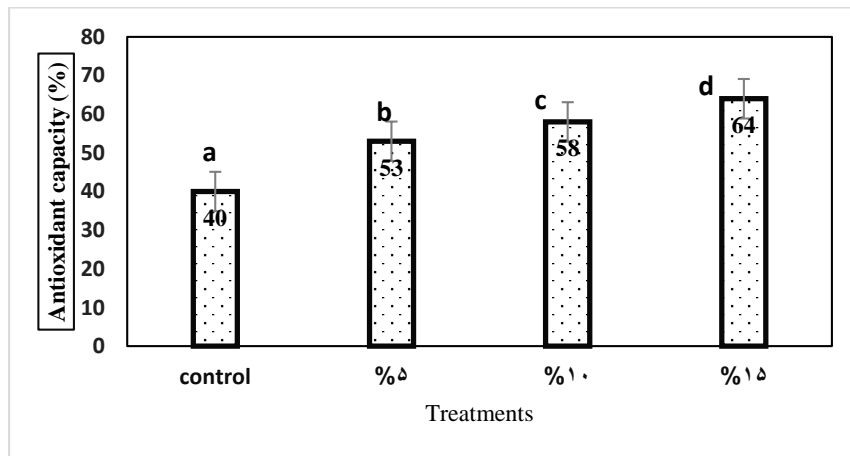 Antioxidant capacity (%)
80
70
60
50
40
30
20
10
0
a
b
c
d
40
53
58
64
control
%۵
%۱۰
%۱۵
Treatments